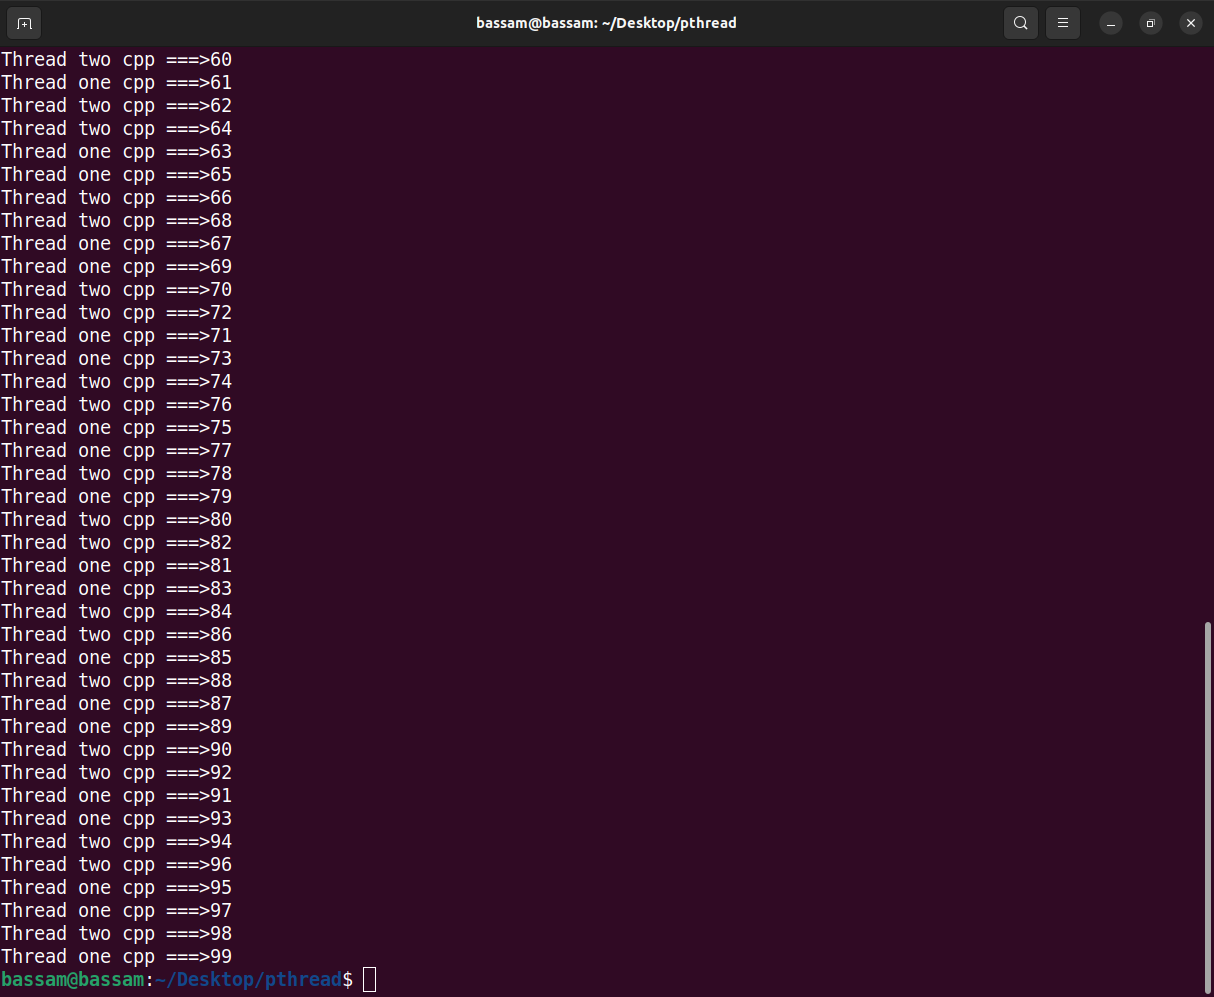 bassam@bassam: ~/Desktop/pthread
Thread two cpp ===>60
Thread one cpp ===>61
Thread two cpp ===>62
Thread two cpp ===>64
Thread one cpp ===>63
Thread one cpp ===>65
Thread two cpp ===>66
Thread two cpp ===>68
Thread one cpp ===>67
Thread one cpp ===>69
Thread two cpp ===>70
Thread two cpp ===>72
Thread one cpp ===>71
Thread one cpp ===>73
Thread two cpp ===>74
Thread two cpp ===>76
Thread one cpp ===>75
Thread one cpp ===>77
Thread two cpp ===>78
Thread one cpp ===>79
Thread two cpp ===>80
Thread two cpp ===>82
Thread one cpp ===>81
Thread one cpp ===>83
Thread two cpp ===>84
Thread two cpp ===>86
Thread one cpp ===>85
Thread two cpp ===>88
Thread one cpp ===>87
Thread one cpp ===>89
Thread two cpp ===>90
Thread two cpp ===>92
Thread one cpp ===>91
Thread one cpp ===>93
Thread two cpp ===>94
Thread two cpp ===>96
Thread one cpp ===>95
Thread one cpp ===>97
Thread two cpp ===>98
Thread one cpp ===>99
bassam@bassam:~/Desktop/pthread$